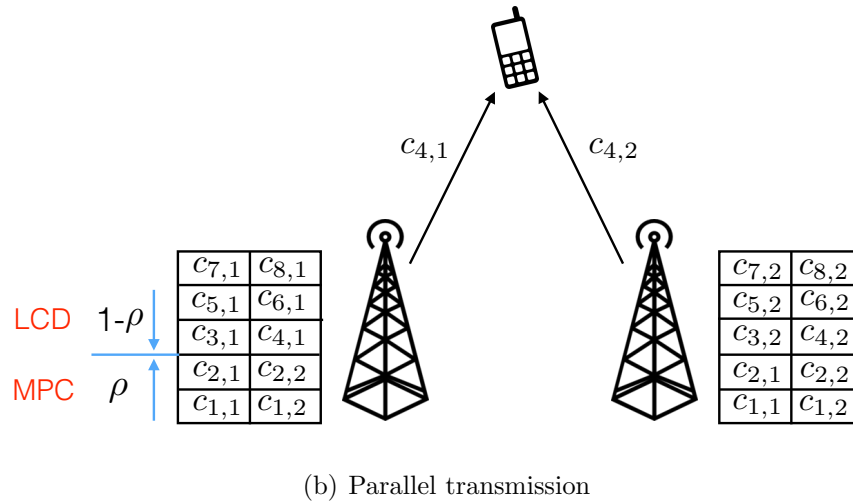 c4,1 c4,2
c7,1 c8,1 c7,2 c8,2
c5,1 c6,1 c5,2 c6,2
LCD 1-ρ c3,1 c4,1 c3,2 c4,2
c2,1 c2,2 c2,1 c2,2
MPC ρ c1,1 c1,2 c1,1 c1,2
(b) Parallel transmission